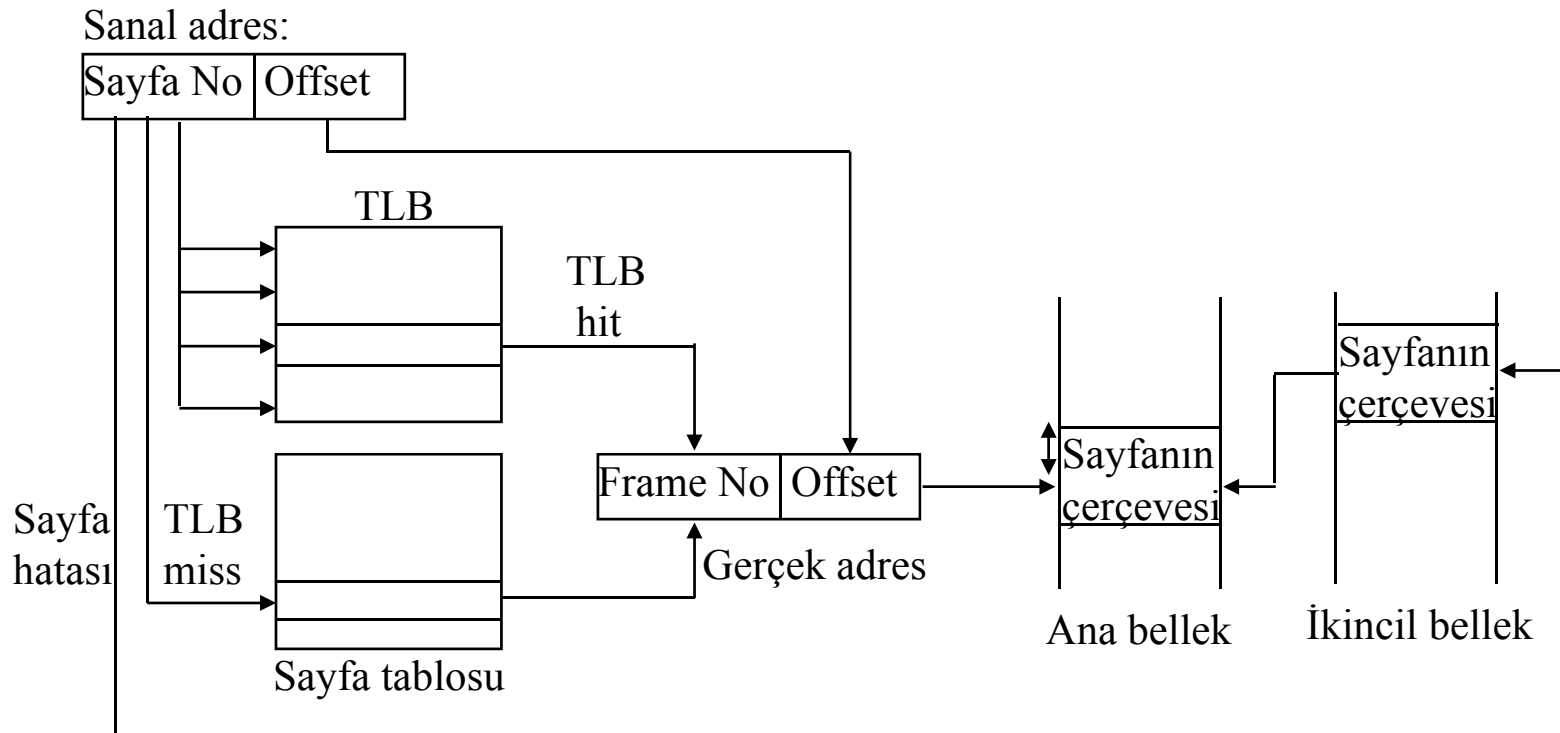 Sanal adres:
Sayfa No
Offset
TLB
TLB
hit
Sayfanın
çerçevesi
Sayfanın
çerçevesi
Frame No
Offset
Sayfa
hatası
TLB
miss
Gerçek adres
Ana bellek
İkincil bellek
Sayfa tablosu